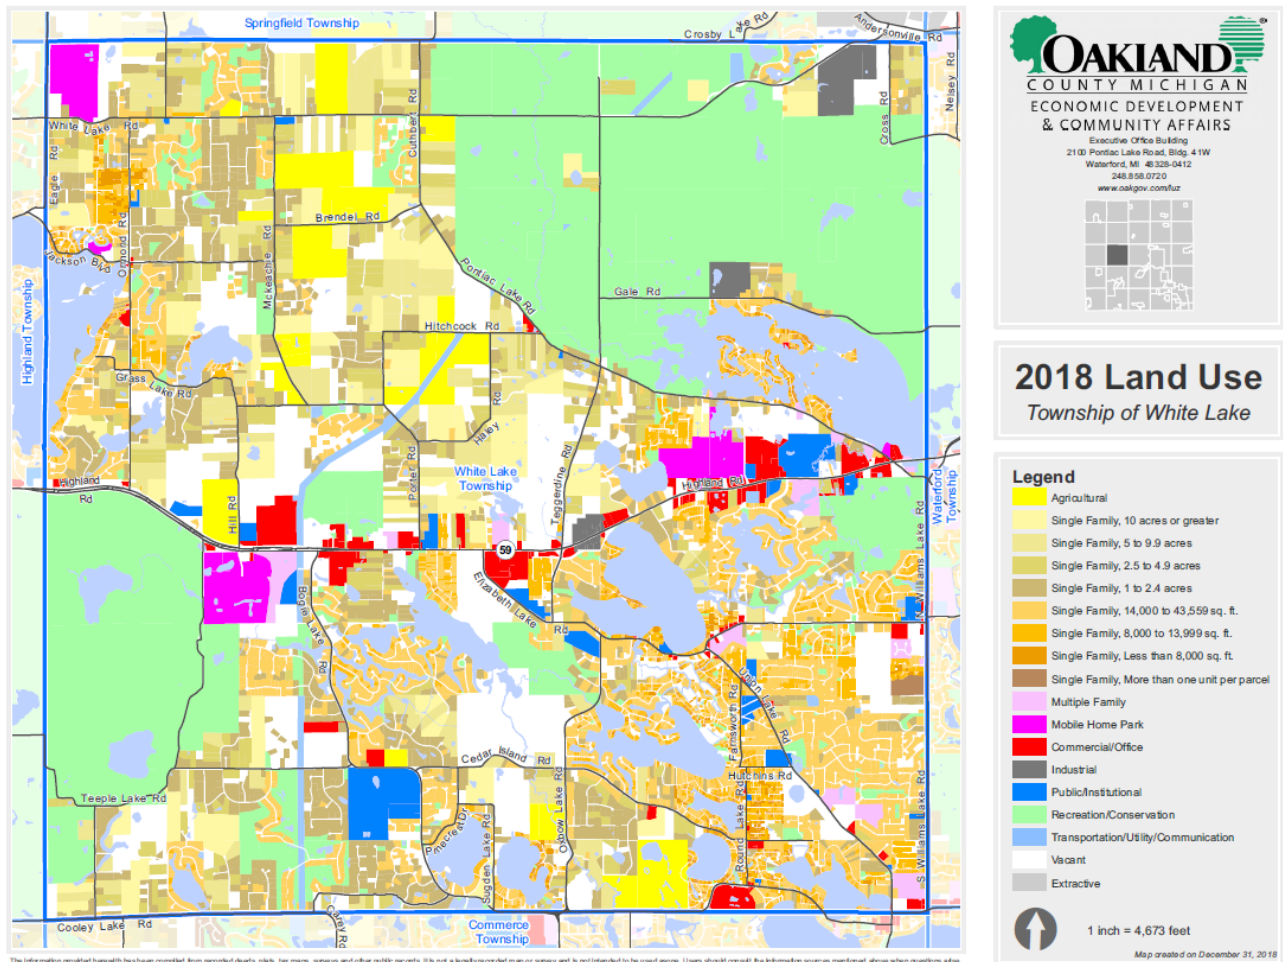 Springfield Township
Crosby Lake Rd
Andersonville Rd
Nelsey Rd
Cross Rd
Cuthbert Rd
White Lake Rd
Eagle Rd
Ormond Rd
Jackson Blvd
Mckeachie Rd
Brendel Rd
Pontiac Lake Rd
Gale Rd
Highland Township
Hitchcock Rd
Grass Lake Rd
Haley Rd
Porter Rd
White Lake
Township
Teggerdine Rd
Highland Rd
Highland
Rd
Hill Rd
Waterford
Township
N Williams Lake Rd
59
Elizabeth Lake Rd
Bogie Lake Rd
Union Lake Rd
Farnsworth Rd
Cedar Island Rd
Hutchins Rd
Teeple Lake Rd
Pinecrest Dr
Sugden Lake Rd
Oxbow Lake Rd
Round Lake Rd
S Williams Lake Rd
Cooley Lake Rd
Carey Rd
Commerce
Township
OAKLAND
COUNTY MICHIGAN
ECONOMIC DEVELOPMENT
& COMMUNITY AFFAIRS
Executive Office Building
2100 Pontiac Lake Road, Bldg. 41W
Waterford, MI 48328-0412
248.858.0720
www.oakgov.com/luz
2018 Land Use
Township of White Lake
Legend
Agricultural
Single Family, 10 acres or greater
Single Family, 5 to 9.9 acres
Single Family, 2.5 to 4.9 acres
Single Family, 1 to 2.4 acres
Single Family, 14,000 to 43,559 sq. ft.
Single Family, 8,000 to 13,999 sq. ft.
Single Family, Less than 8,000 sq. ft.
Single Family, More than one unit per parcel
Multiple Family
Mobile Home Park
Commercial/Office
Industrial
Public/Institutional
Recreation/Conservation
Transportation/Utility/Communication
Vacant
Extractive
1 inch = 4,673 feet
Map created on December 31, 2018